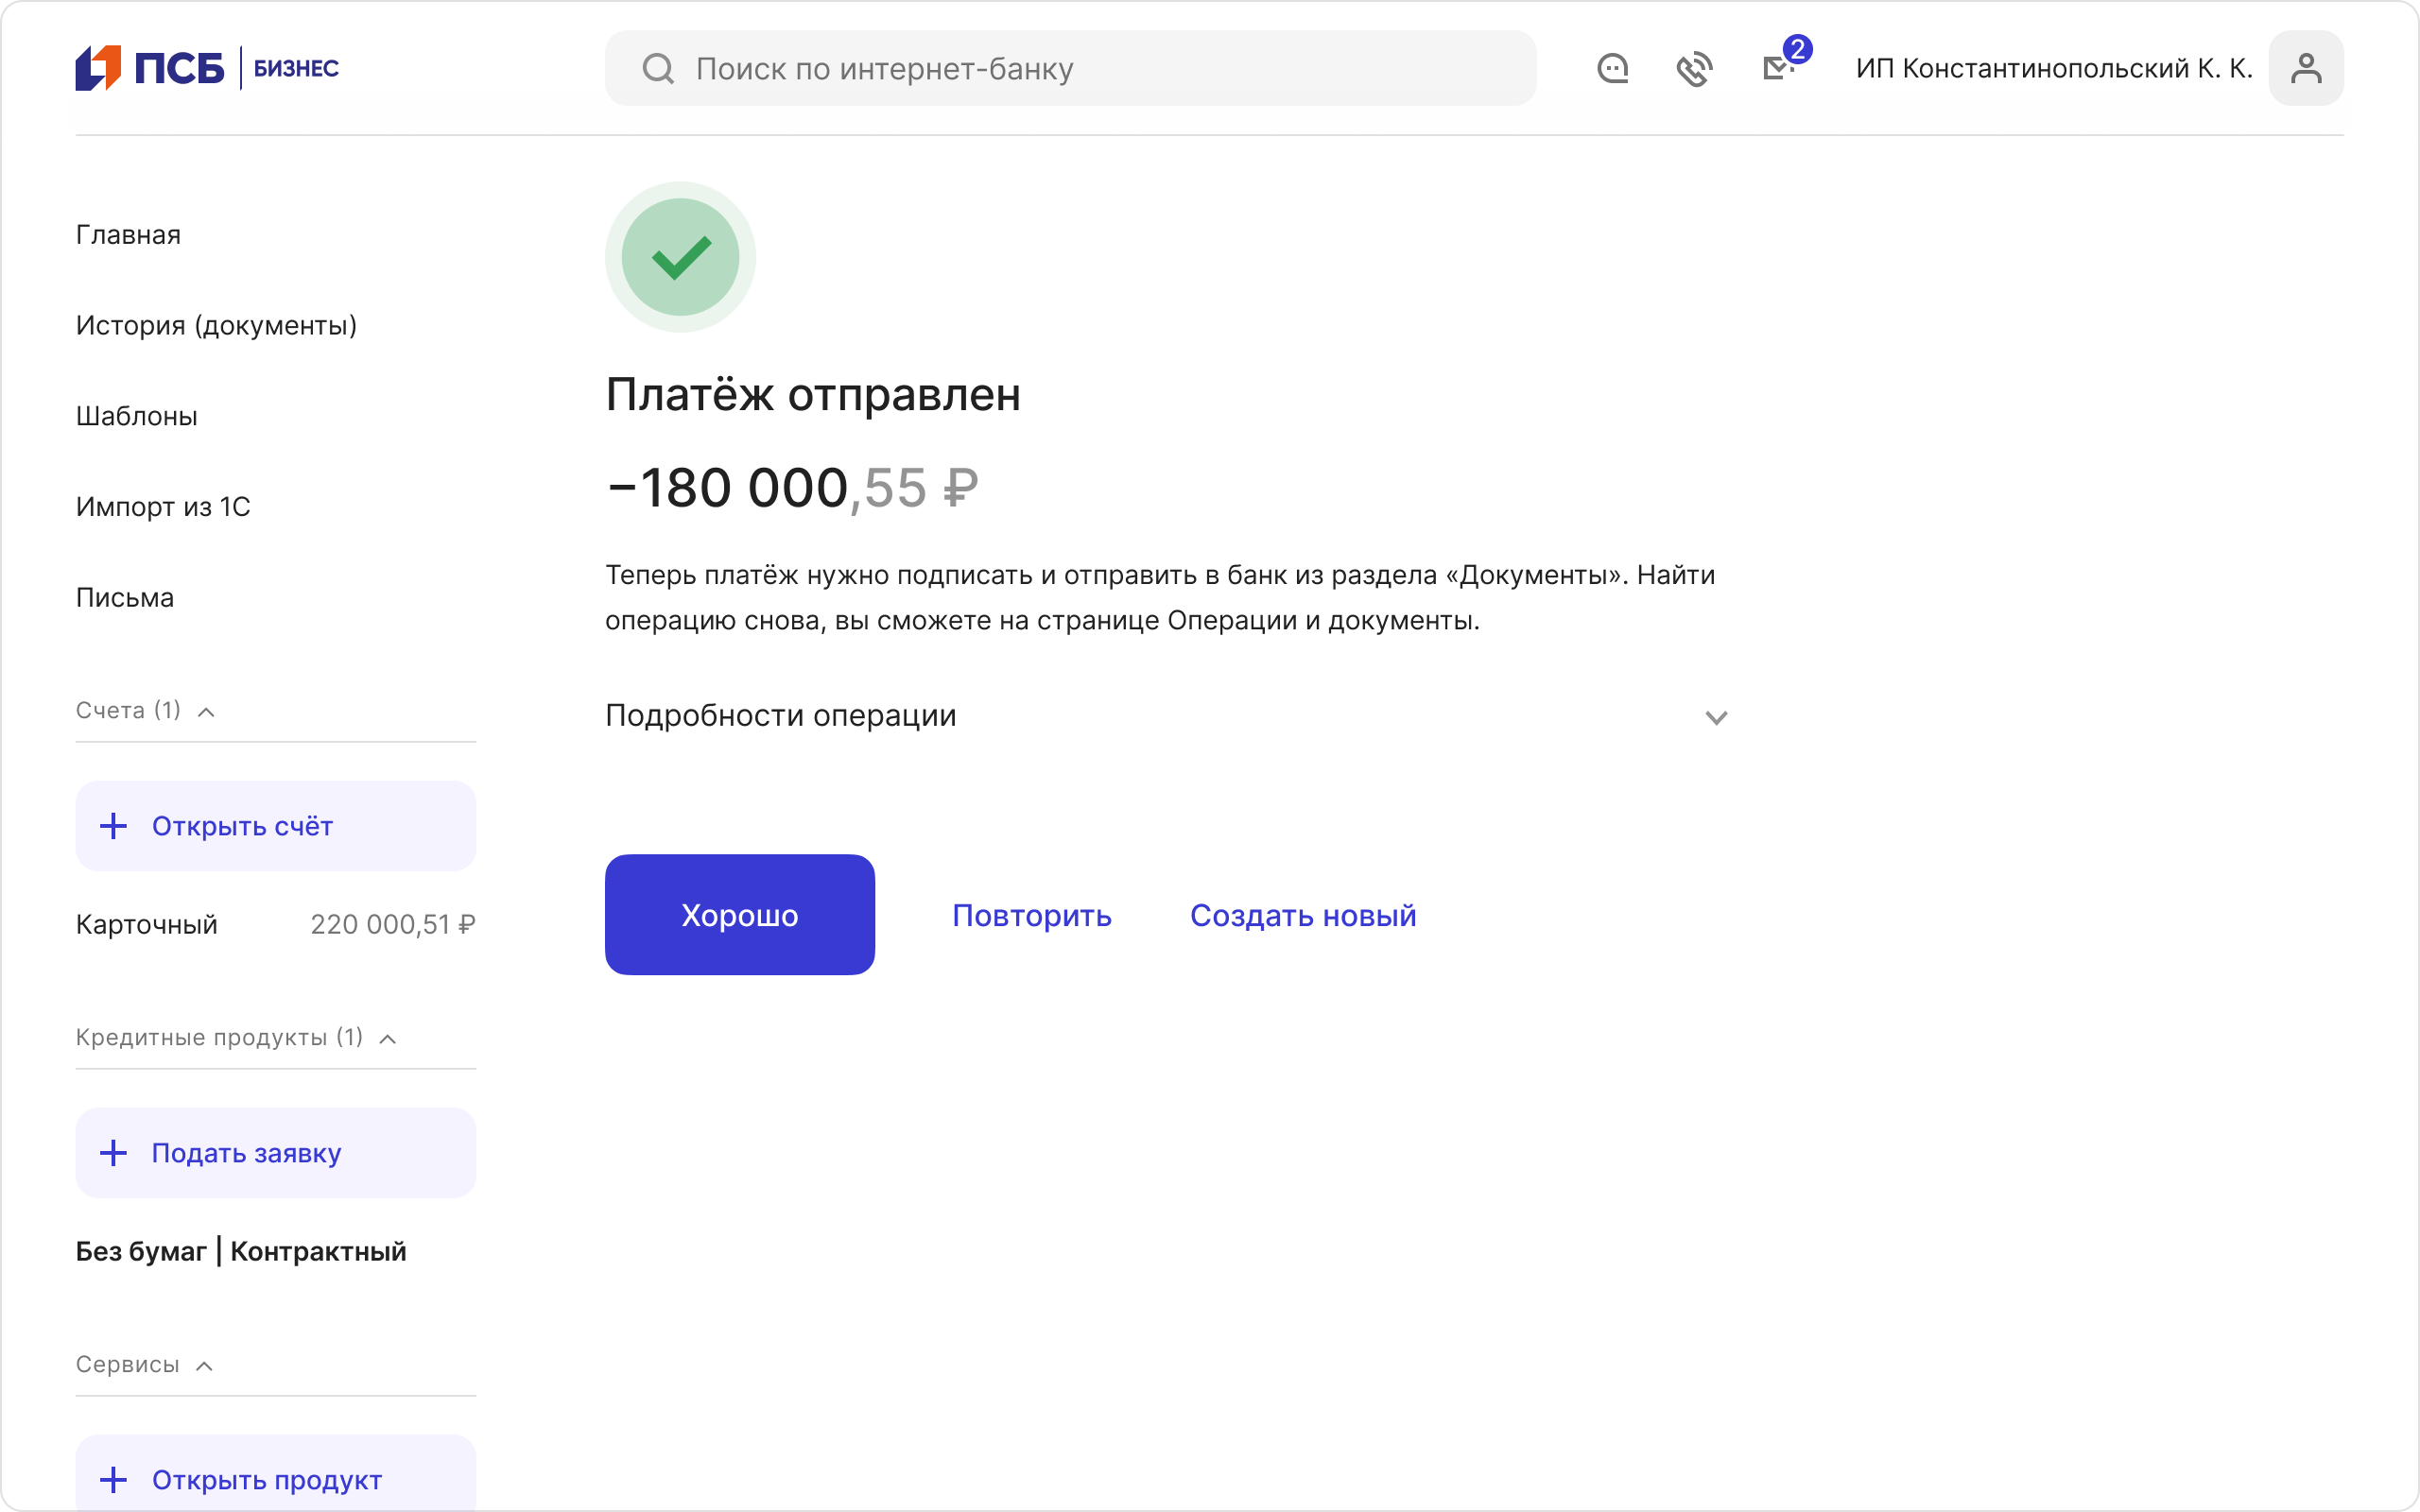 ПСБ БИЗНЕС
Поиск по интернет-банку
2
ИП Константинопольский К. К.
Главная
История (документы)
Шаблоны
Импорт из 1С
Письма
Счета (1)
Открыть счёт
Карточный 220 000,51 ₽
Кредитные продукты (1)
Подать заявку
Без бумаг | Контрактный
Сервисы
Открыть продукт
Платёж отправлен
−180 000,55 ₽
Теперь платёж нужно подписать и отправить в банк из раздела «Документы». Найти
операцию снова, вы сможете на странице Операции и документы.
Подробности операции
Хорошо
Повторить
Создать новый